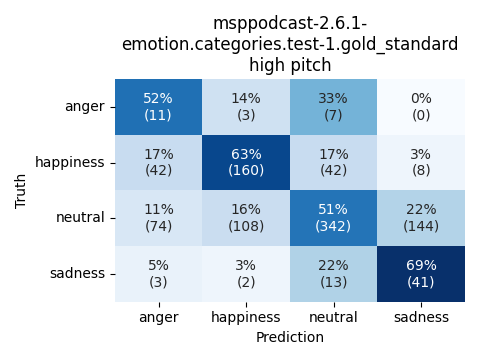 msppodcast-2.6.1-
emotion.categories.test-1.gold_standard
high pitch
Truth
anger
52% 14% 33% 0%
(11) (3) (7) (0)
happiness
17% 63% 17% 3%
(42) (160) (42) (8)
neutral
11% 16% 51% 22%
(74) (108) (342) (144)
sadness
5% 3% 22% 69%
(3) (2) (13) (41)
anger happiness neutral sadness
Prediction